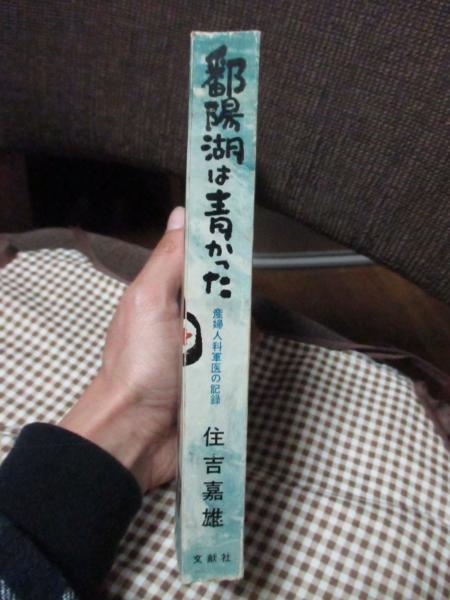 鄱陽湖は青かった
産婦人科軍医の記録
住吉嘉雄
文献社